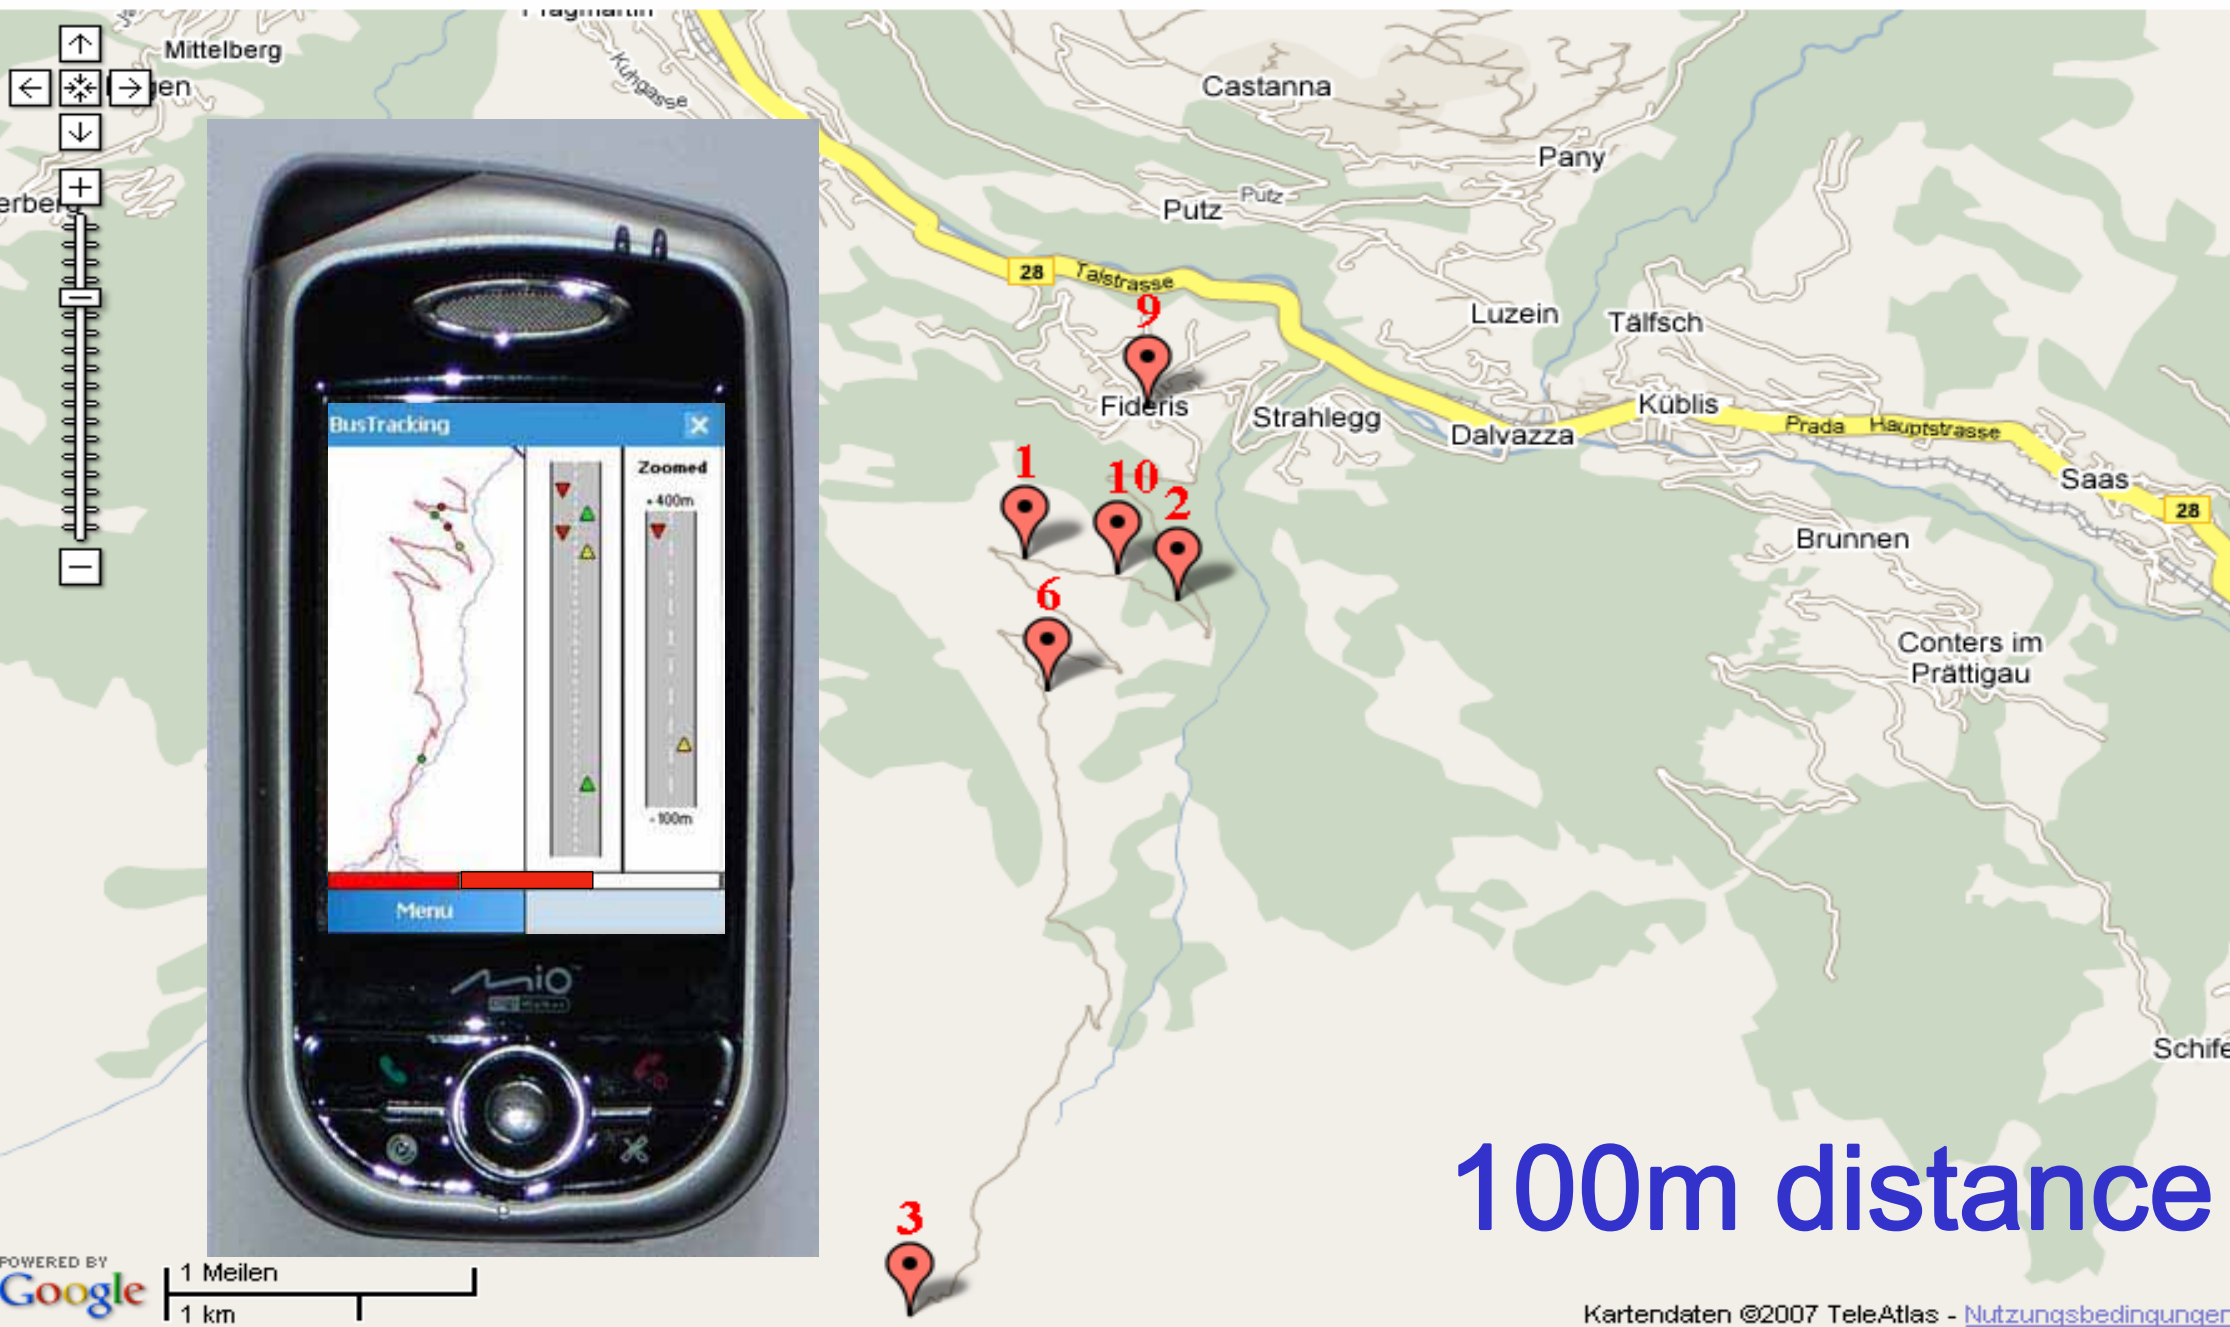 Mittelberg
Kuhgasse
Castanna
Pany
Putz
Putz
28
Talstrasse
9
Luzein
Tälfsch
Fideris
Strahlegg
Dalvazza
Küblis
Prada
Hauptstrasse
Saas
28
1
10
2
6
Brunnen
Conters im
Prättigau
BusTracking
Zoomed
+ 400m
- 100m
Menu
Mio
3
100m distance
POWERED BY
Google
1 Meilen
1 km
Kartendaten ©2007 TeleAtlas - Nutzungsbedingungen